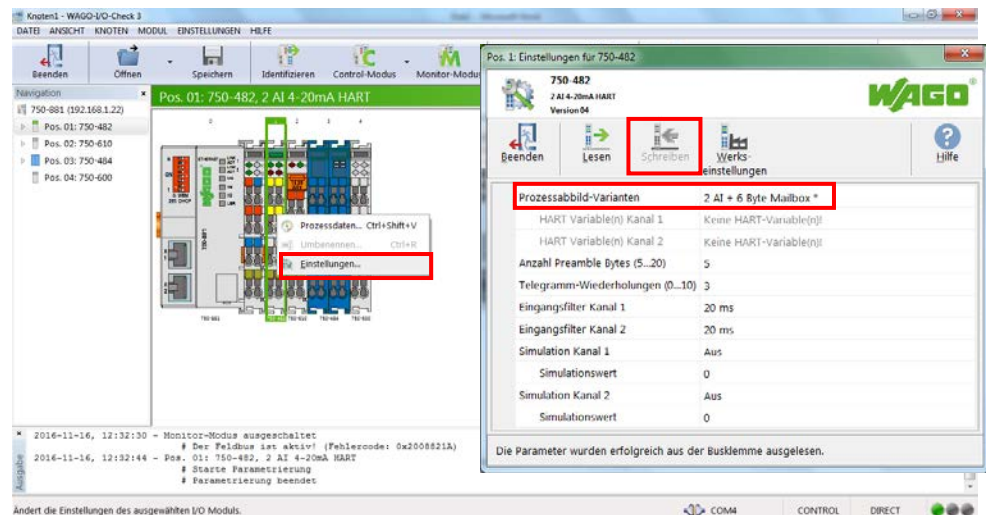 Knoten1 - WAGO-I/O-Check 3
DATEI ANSICHT KNOTEN MODUL EINSTELLUNGEN HILFE
Beenden Öffnen Speichern Identifizieren Control-Modus Monitor-Modus
Navigation
750-881 (192.168.1.22)
Pos. 01: 750-482
Pos. 02: 750-610
Pos. 03: 750-484
Pos. 04: 750-600
Pos. 01: 750-482, 2 AI 4-20mA HART
0 1 2 3 4
Prozessdaten... Ctrl+Shift+V
Umbenennen... Ctrl+R
Einstellungen...
Pos. 1: Einstellungen für 750-482
750-482
2 AI 4-20mA HART
Version 04
WAGO
Beenden Lesen Schreiben Werks-
einstellungen Hilfe
Prozessabbild-Varianten 2 AI + 6 Byte Mailbox *
HART Variable(n) Kanal 1 Keine HART-Variable(n)!
HART Variable(n) Kanal 2 Keine HART-Variable(n)!
Anzahl Preamble Bytes (5...20) 5
Telegramm-Wiederholungen (0...10) 3
Eingangsfilter Kanal 1 20 ms
Eingangsfilter Kanal 2 20 ms
Simulation Kanal 1 Aus
Simulationswert 0
Simulation Kanal 2 Aus
Simulationswert 0
Die Parameter wurden erfolgreich aus der Busklemme ausgelesen.
Ausgabe
2016-11-16, 12:32:30 - Monitor-Modus ausgeschaltet
# Der Feldbus ist aktiv! (Fehlercode: 0x2008821A)
2016-11-16, 12:32:44 - Pos. 01: 750-482, 2 AI 4-20mA HART
# Starte Parametrierung
# Parametrierung beendet
Ändert die Einstellungen des ausgewählten I/O Moduls.
COM4 CONTROL DIRECT